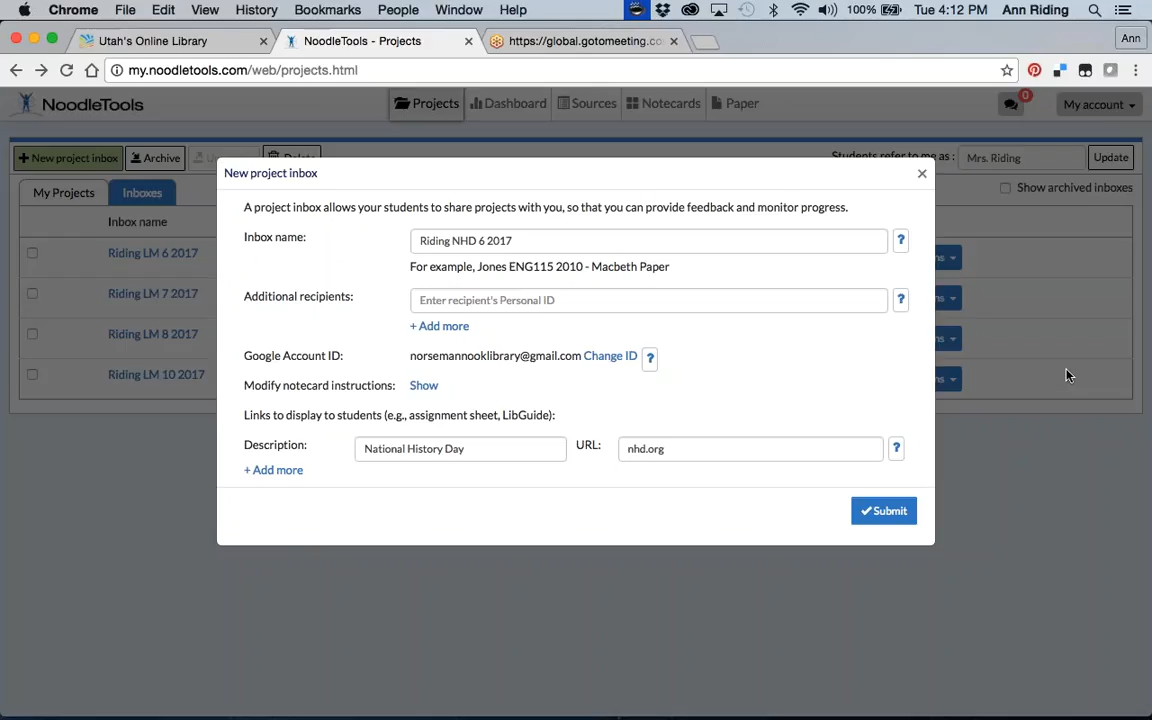 Chrome File Edit View History Bookmarks People Window Help 100% Tue 4:12 PM Ann Riding
Utah's Online Library NoodleTools - Projects https://global.gotomeeting.co Ann
my.noodletools.com/web/projects.html
NoodleTools Projects Dashboard Sources Notecards Paper 0 My account
New project inbox Archive Students refer to me as : Mrs. Riding Update
My Projects Inboxes Show archived inboxes
Inbox name
Riding LM 6 2017
Riding LM 7 2017
Riding LM 8 2017
Riding LM 10 2017
New project inbox ×
A project inbox allows your students to share projects with you, so that you can provide feedback and monitor progress.
Inbox name: Riding NHD 6 2017 ?
For example, Jones ENG115 2010 - Macbeth Paper
Additional recipients: Enter recipient's Personal ID ?
+ Add more
Google Account ID: norsemannooklibrary@gmail.com Change ID ?
Modify notecard instructions: Show
Links to display to students (e.g., assignment sheet, LibGuide):
Description: National History Day URL: nhd.org ?
+ Add more
Submit